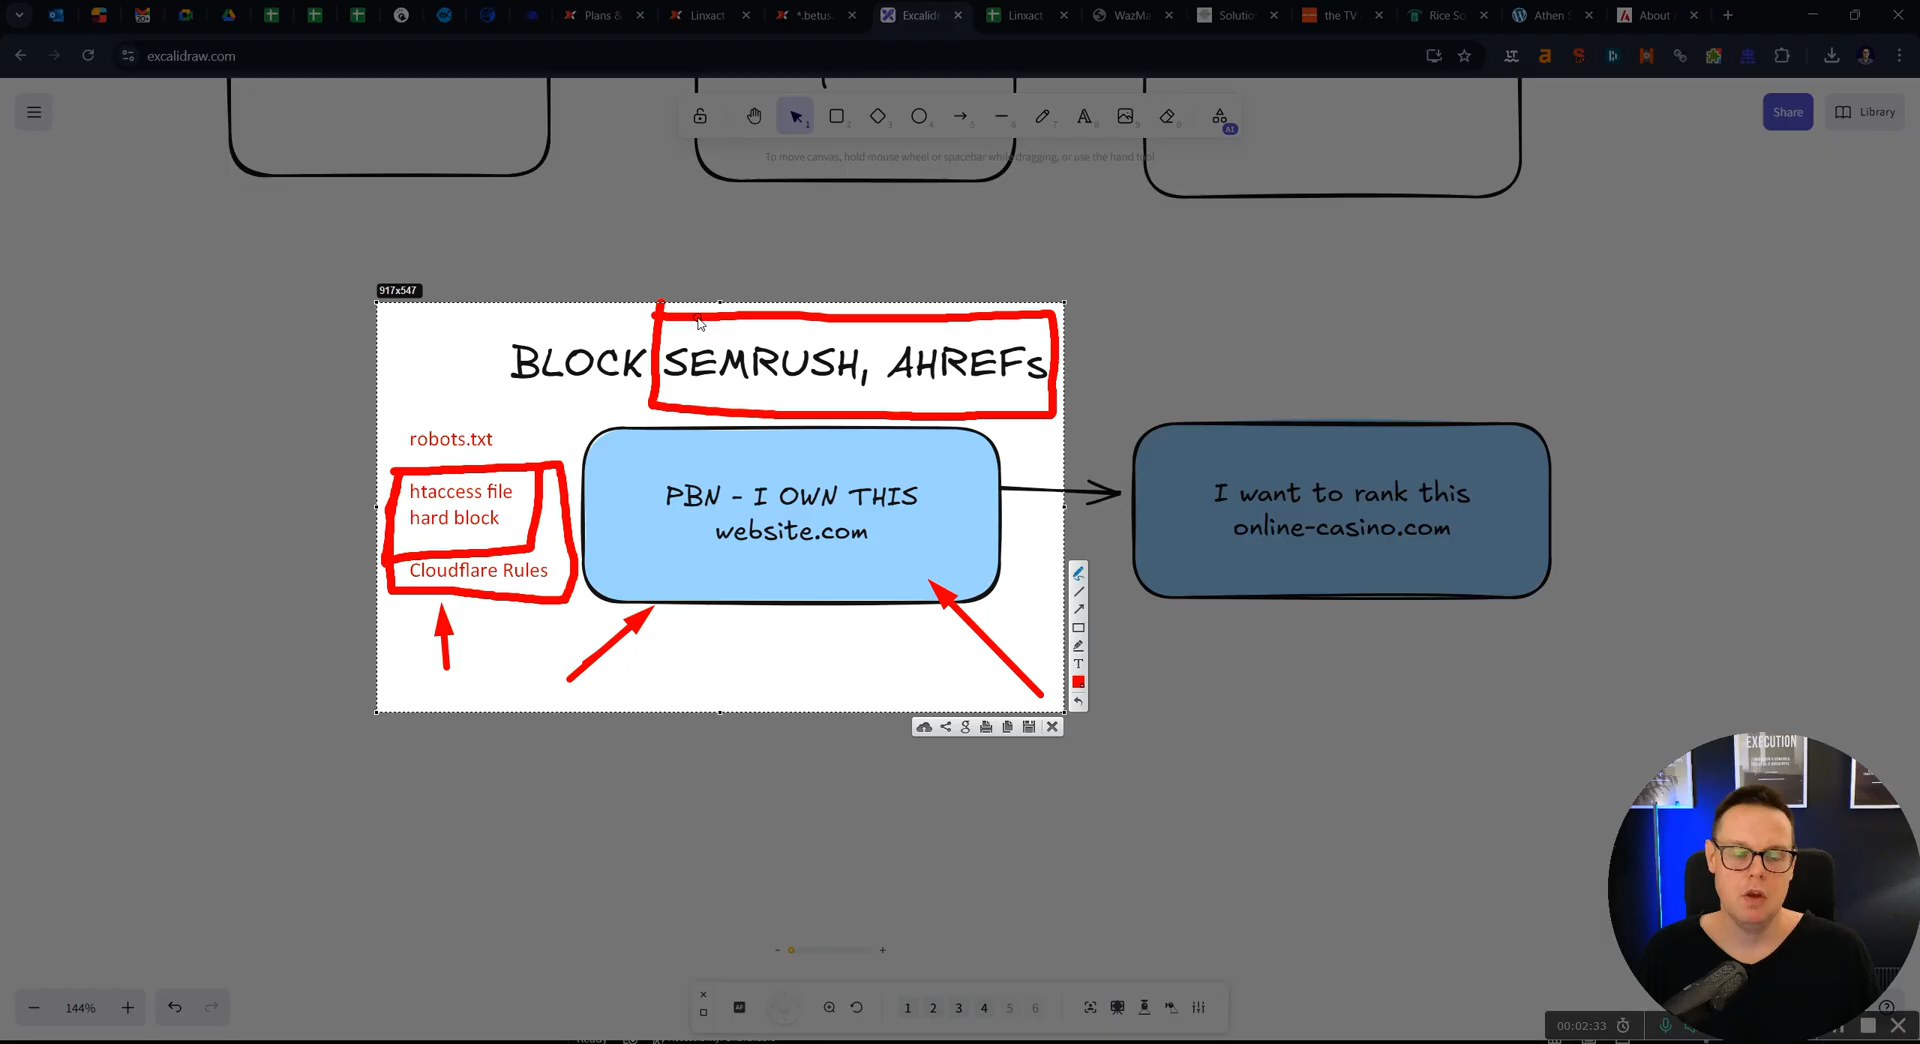 Plans &
Linxact
*.betus.
Excalidr
Linxact
WazMa
Solution
the TV
Rice So
Athen S
About
excalidraw.com
Share
Library
To move canvas, hold mouse wheel or spacebar while dragging, or use the hand tool
917x547
BLOCK SEMRUSH, AHREFs
robots.txt
htaccess file
hard block
Cloudflare Rules
PBN - I OWN THIS
website.com
I want to rank this
online-casino.com
EXECUTION
144%
1 2 3 4 5 6
00:02:33